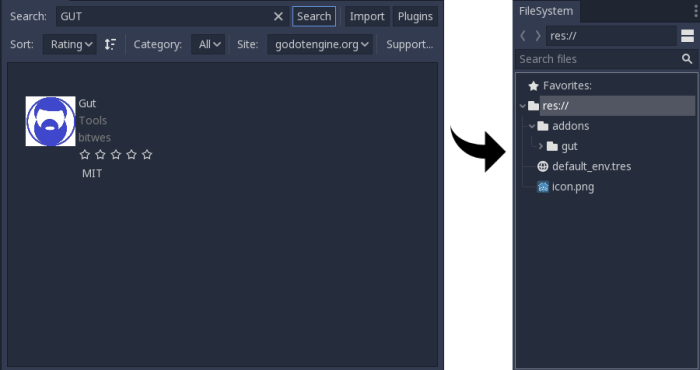 Search: GUT Search Import Plugins
Sort: Rating Category: All Site: godotengine.org Support...
Gut
Tools
bitwes
MIT
FileSystem
res://
Search files
Favorites:
res://
addons
gut
default_env.tres
icon.png